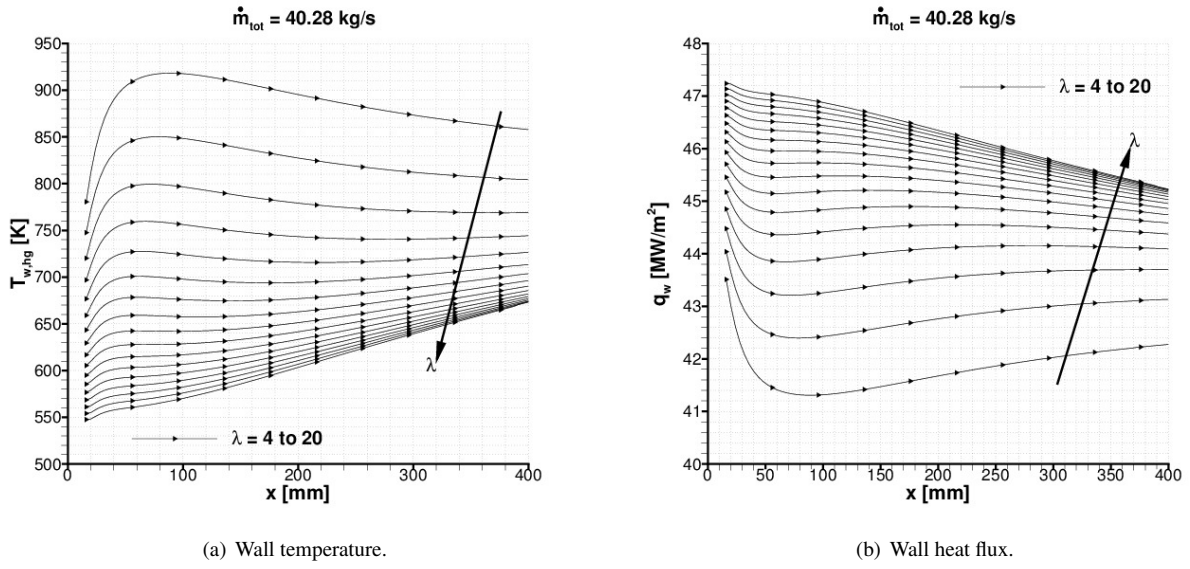 ṁtot = 40.28 kg/s
950
900
850
800
750
700
650
600
550
500
Tw,hg [K]
λ
λ = 4 to 20
0
100
200
300
400
x [mm]
(a) Wall temperature.
ṁtot = 40.28 kg/s
48
47
46
45
44
43
42
41
40
qw [MW/m²]
λ = 4 to 20
λ
0
50
100
150
200
250
300
350
400
x [mm]
(b) Wall heat flux.